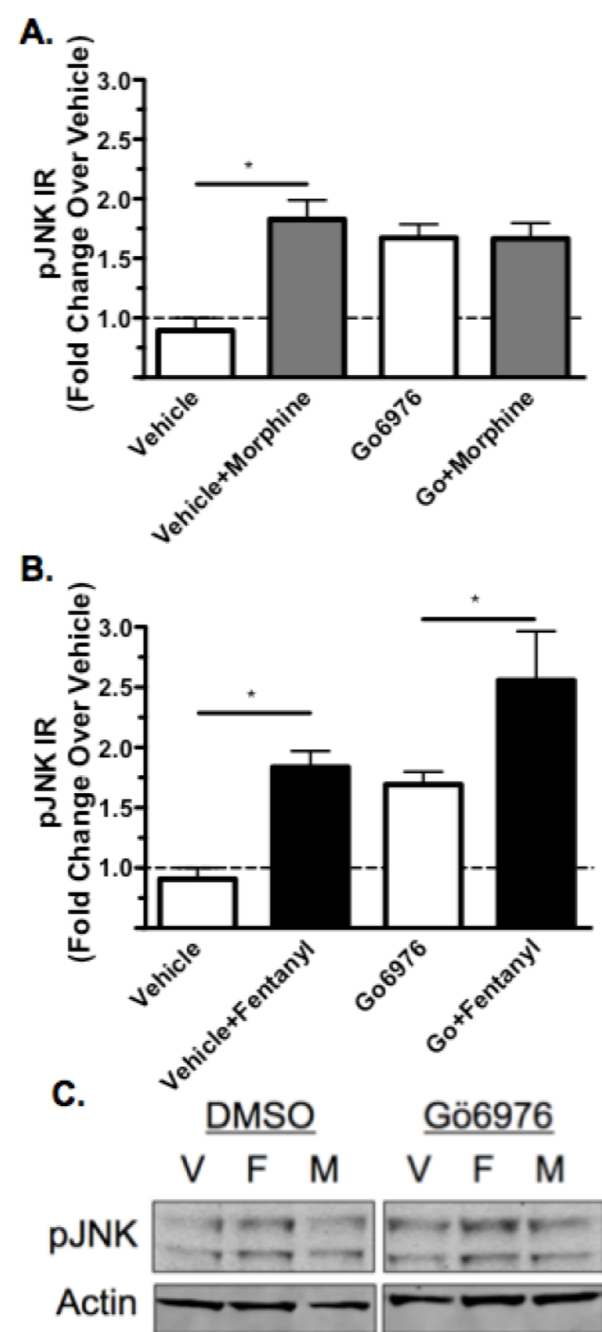 A.
pJNK IR
(Fold Change Over Vehicle)
3.0
2.5
2.0
1.5
1.0
*
Vehicle
Vehicle+Morphine
Go6976
Go+Morphine
B.
pJNK IR
(Fold Change Over Vehicle)
3.0
2.5
2.0
1.5
1.0
*
*
Vehicle
Vehicle+Fentanyl
Go6976
Go+Fentanyl
C.
DMSO Gö6976
V F M V F M
pJNK
Actin